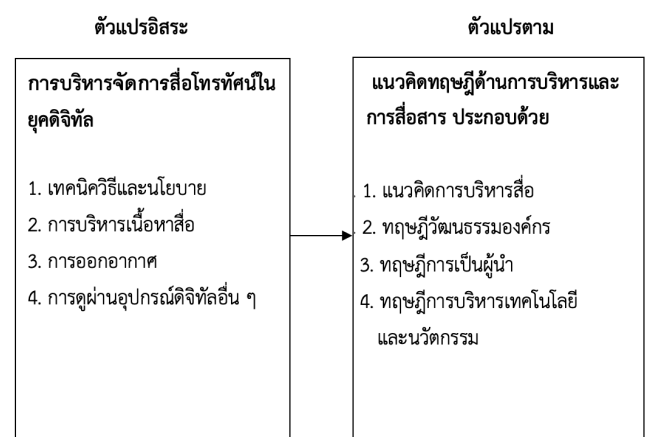 ตัวแปรอิสระ
การบริหารจัดการสื่อโทรทัศน์ใน
ยุคดิจิทัล
1. เทคนิควิธีและนโยบาย
2. การบริหารเนื้อหาสื่อ
3. การออกอากาศ
4. การดูผ่านอุปกรณ์ดิจิทัลอื่น ๆ
ตัวแปรตาม
แนวคิดทฤษฎีด้านการบริหารและ
การสื่อสาร ประกอบด้วย
1. แนวคิดการบริหารสื่อ
2. ทฤษฎีวัฒนธรรมองค์กร
3. ทฤษฎีการเป็นผู้นำ
4. ทฤษฎีการบริหารเทคโนโลยี
และนวัตกรรม